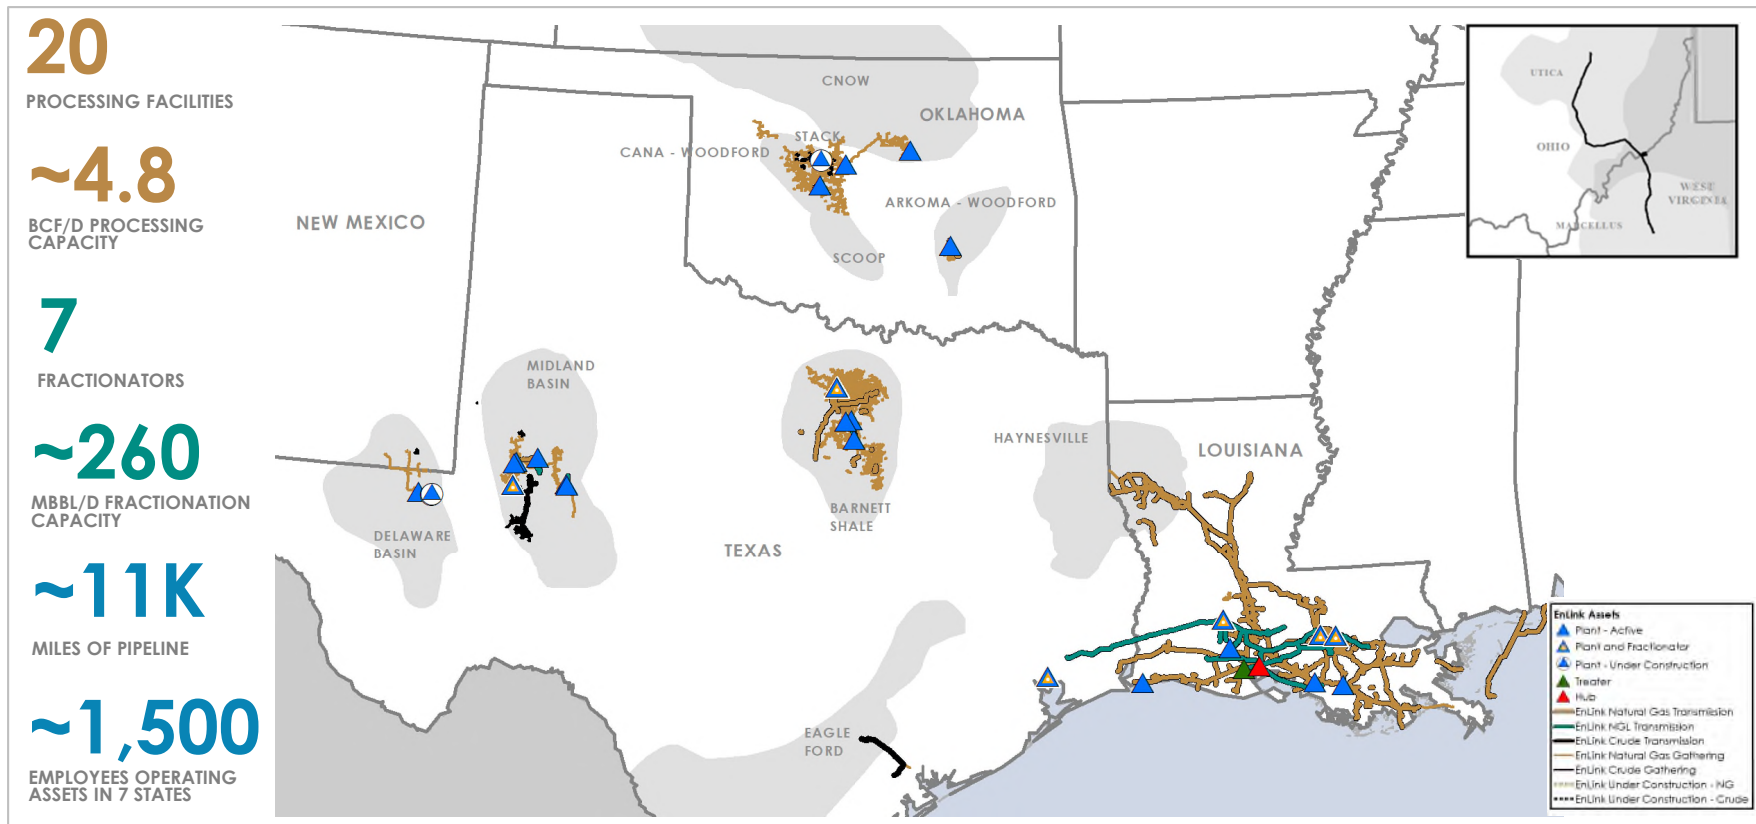 20
PROCESSING FACILITIES
~4.8
BCF/D PROCESSING
CAPACITY
7
FRACTIONATORS
~260
MBBL/D FRACTIONATION
CAPACITY
~11K
MILES OF PIPELINE
~1,500
EMPLOYEES OPERATING
ASSETS IN 7 STATES
CNOW
OKLAHOMA
STACK
CANA - WOODFORD
ARKOMA - WOODFORD
NEW MEXICO
SCOOP
MIDLAND
BASIN
HAYNESVILLE
LOUISIANA
BARNETT
SHALE
DELAWARE
BASIN
TEXAS
EAGLE
FORD
UTICA
OHIO
WEST
VIRGINIA
MARCELLUS
EnLink Assets
Plant - Active
Plant and Fractionator
Plant - Under Construction
Treater
Hub
EnLink Natural Gas Transmission
EnLink NGL Transmission
EnLink Crude Transmission
EnLink Natural Gas Gathering
EnLink Crude Gathering
EnLink Under Construction - NG
EnLink Under Construction - Crude